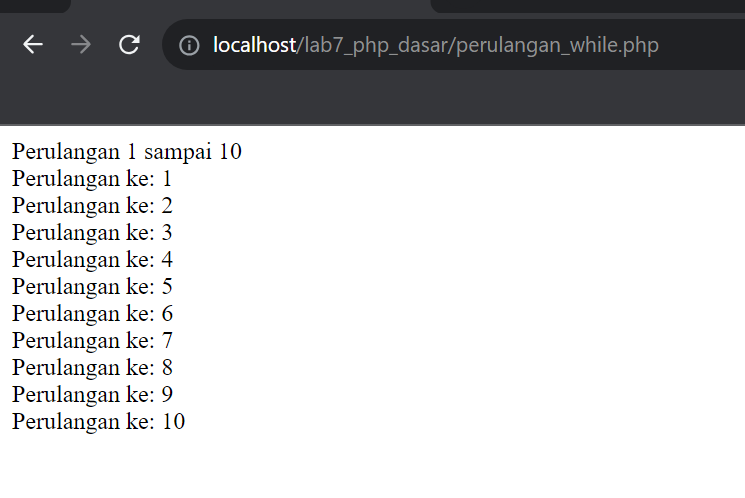 localhost/lab7_php_dasar/perulangan_while.php
Perulangan 1 sampai 10
Perulangan ke: 1
Perulangan ke: 2
Perulangan ke: 3
Perulangan ke: 4
Perulangan ke: 5
Perulangan ke: 6
Perulangan ke: 7
Perulangan ke: 8
Perulangan ke: 9
Perulangan ke: 10